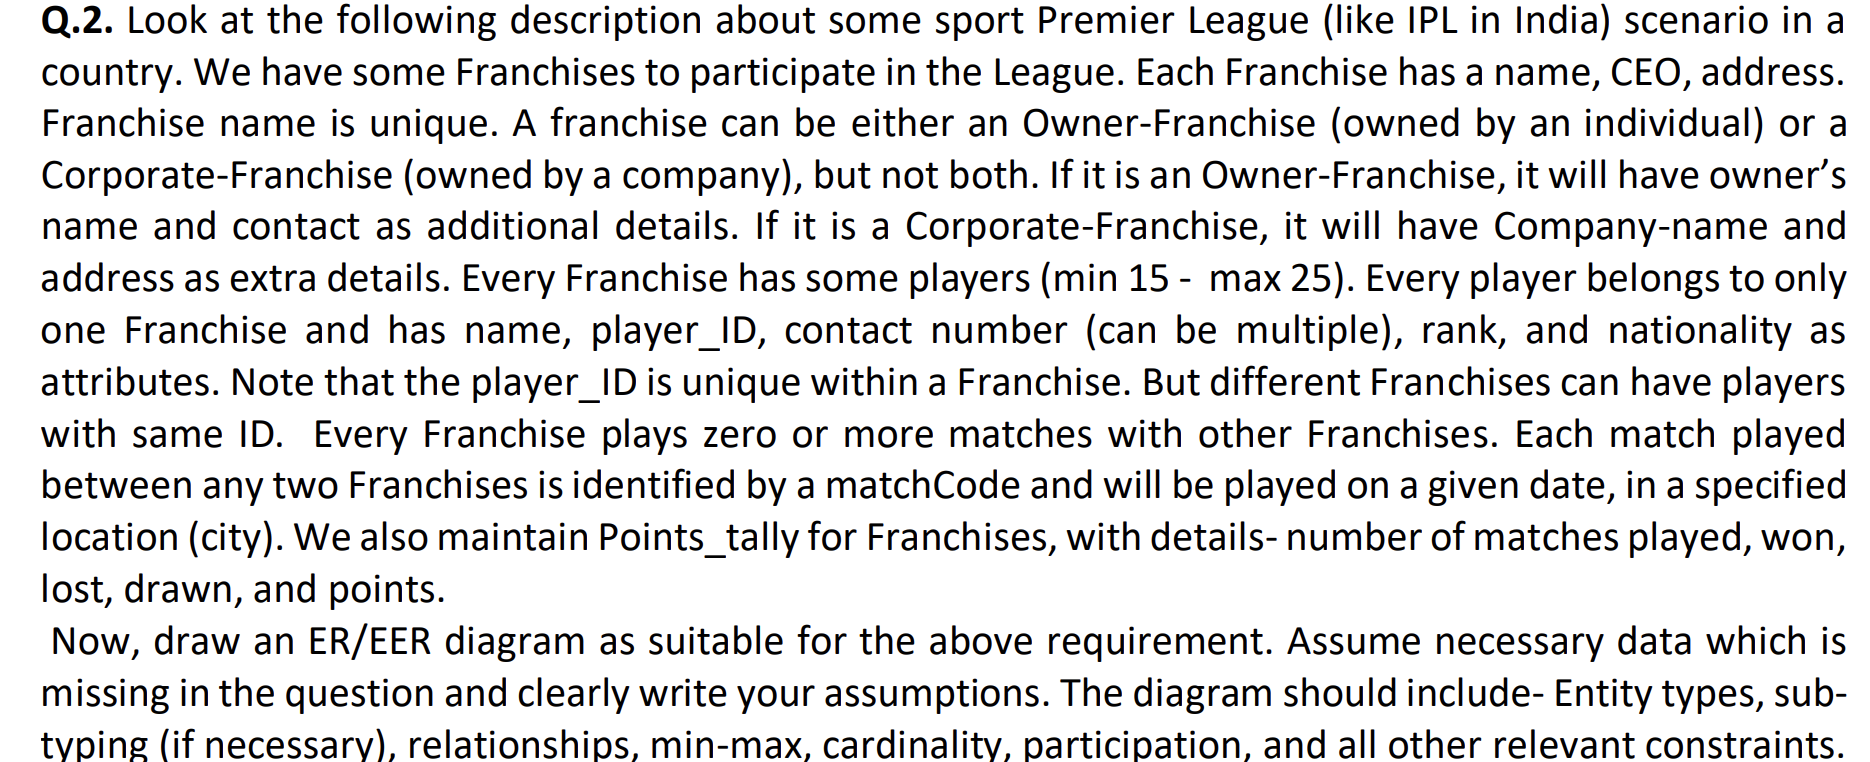 Q.2. Look at the following description about some sport Premier League (like IPL in India) scenario in a
country. We have some Franchises to participate in the League. Each Franchise has a name, CEO, address.
Franchise name is unique. A franchise can be either an Owner-Franchise (owned by an individual) or a
Corporate-Franchise (owned by a company), but not both. If it is an Owner-Franchise, it will have owner’s
name and contact as additional details. If it is a Corporate-Franchise, it will have Company-name and
address as extra details. Every Franchise has some players (min 15 - max 25). Every player belongs to only
one Franchise and has name, player_ID, contact number (can be multiple), rank, and nationality as
attributes. Note that the player_ID is unique within a Franchise. But different Franchises can have players
with same ID. Every Franchise plays zero or more matches with other Franchises. Each match played
between any two Franchises is identified by a matchCode and will be played on a given date, in a specified
location (city). We also maintain Points_tally for Franchises, with details- number of matches played, won,
lost, drawn, and points.
Now, draw an ER/EER diagram as suitable for the above requirement. Assume necessary data which is
missing in the question and clearly write your assumptions. The diagram should include- Entity types, sub-
typing (if necessary), relationships, min-max, cardinality, participation, and all other relevant constraints.